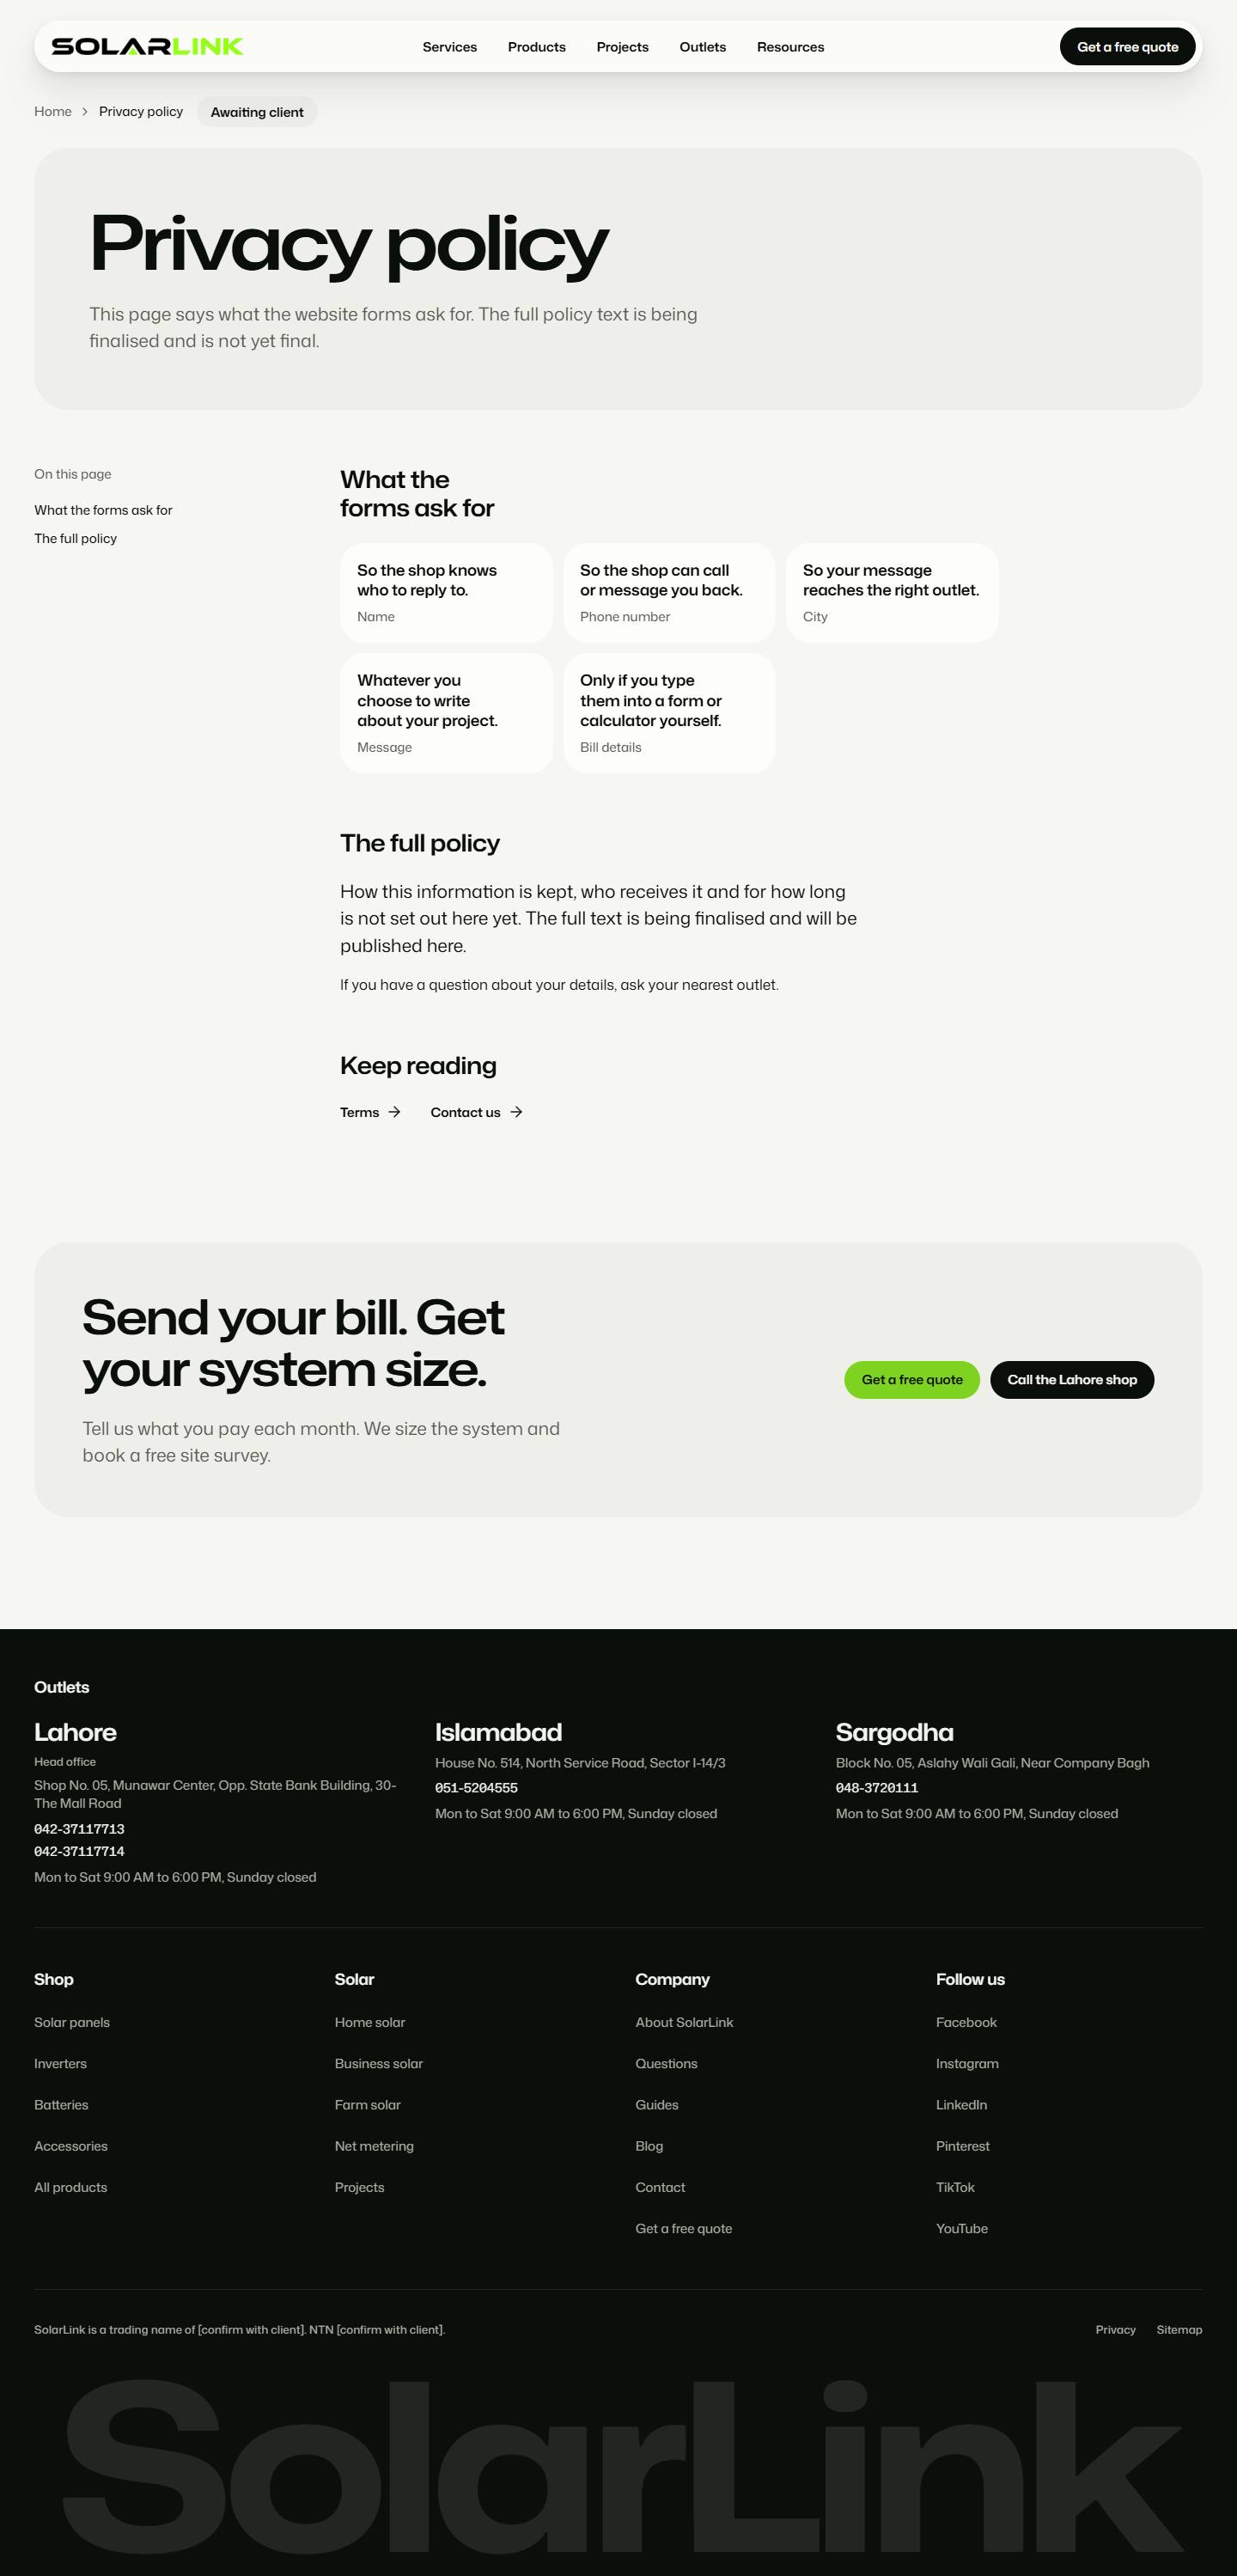 SOLARLINK
Services
Products
Projects
Outlets
Resources
Get a free quote
Home
Privacy policy
Awaiting client
Privacy policy
This page says what the website forms ask for. The full policy text is being
finalised and is not yet final.
On this page
What the forms ask for
The full policy
What the
forms ask for
So the shop knows
who to reply to.
Name
So the shop can call
or message you back.
Phone number
So your message
reaches the right outlet.
City
Whatever you
choose to write
about your project.
Message
Only if you type
them into a form or
calculator yourself.
Bill details
The full policy
How this information is kept, who receives it and for how long
is not set out here yet. The full text is being finalised and will be
published here.
If you have a question about your details, ask your nearest outlet.
Keep reading
Terms
Contact us
Send your bill. Get
your system size.
Tell us what you pay each month. We size the system and
book a free site survey.
Get a free quote
Call the Lahore shop
Outlets
Lahore
Head office
Shop No. 05, Munawar Center, Opp. State Bank Building, 30-
The Mall Road
042-37117713
042-37117714
Mon to Sat 9:00 AM to 6:00 PM, Sunday closed
Islamabad
House No. 514, North Service Road, Sector I-14/3
051-5204555
Mon to Sat 9:00 AM to 6:00 PM, Sunday closed
Sargodha
Block No. 05, Aslahy Wali Gali, Near Company Bagh
048-3720111
Mon to Sat 9:00 AM to 6:00 PM, Sunday closed
Shop
Solar panels
Inverters
Batteries
Accessories
All products
Solar
Home solar
Business solar
Farm solar
Net metering
Projects
Company
About SolarLink
Questions
Guides
Blog
Contact
Get a free quote
Follow us
Facebook
Instagram
LinkedIn
Pinterest
TikTok
YouTube
SolarLink is a trading name of [confirm with client]. NTN [confirm with client].
Privacy
Sitemap
SolarLink